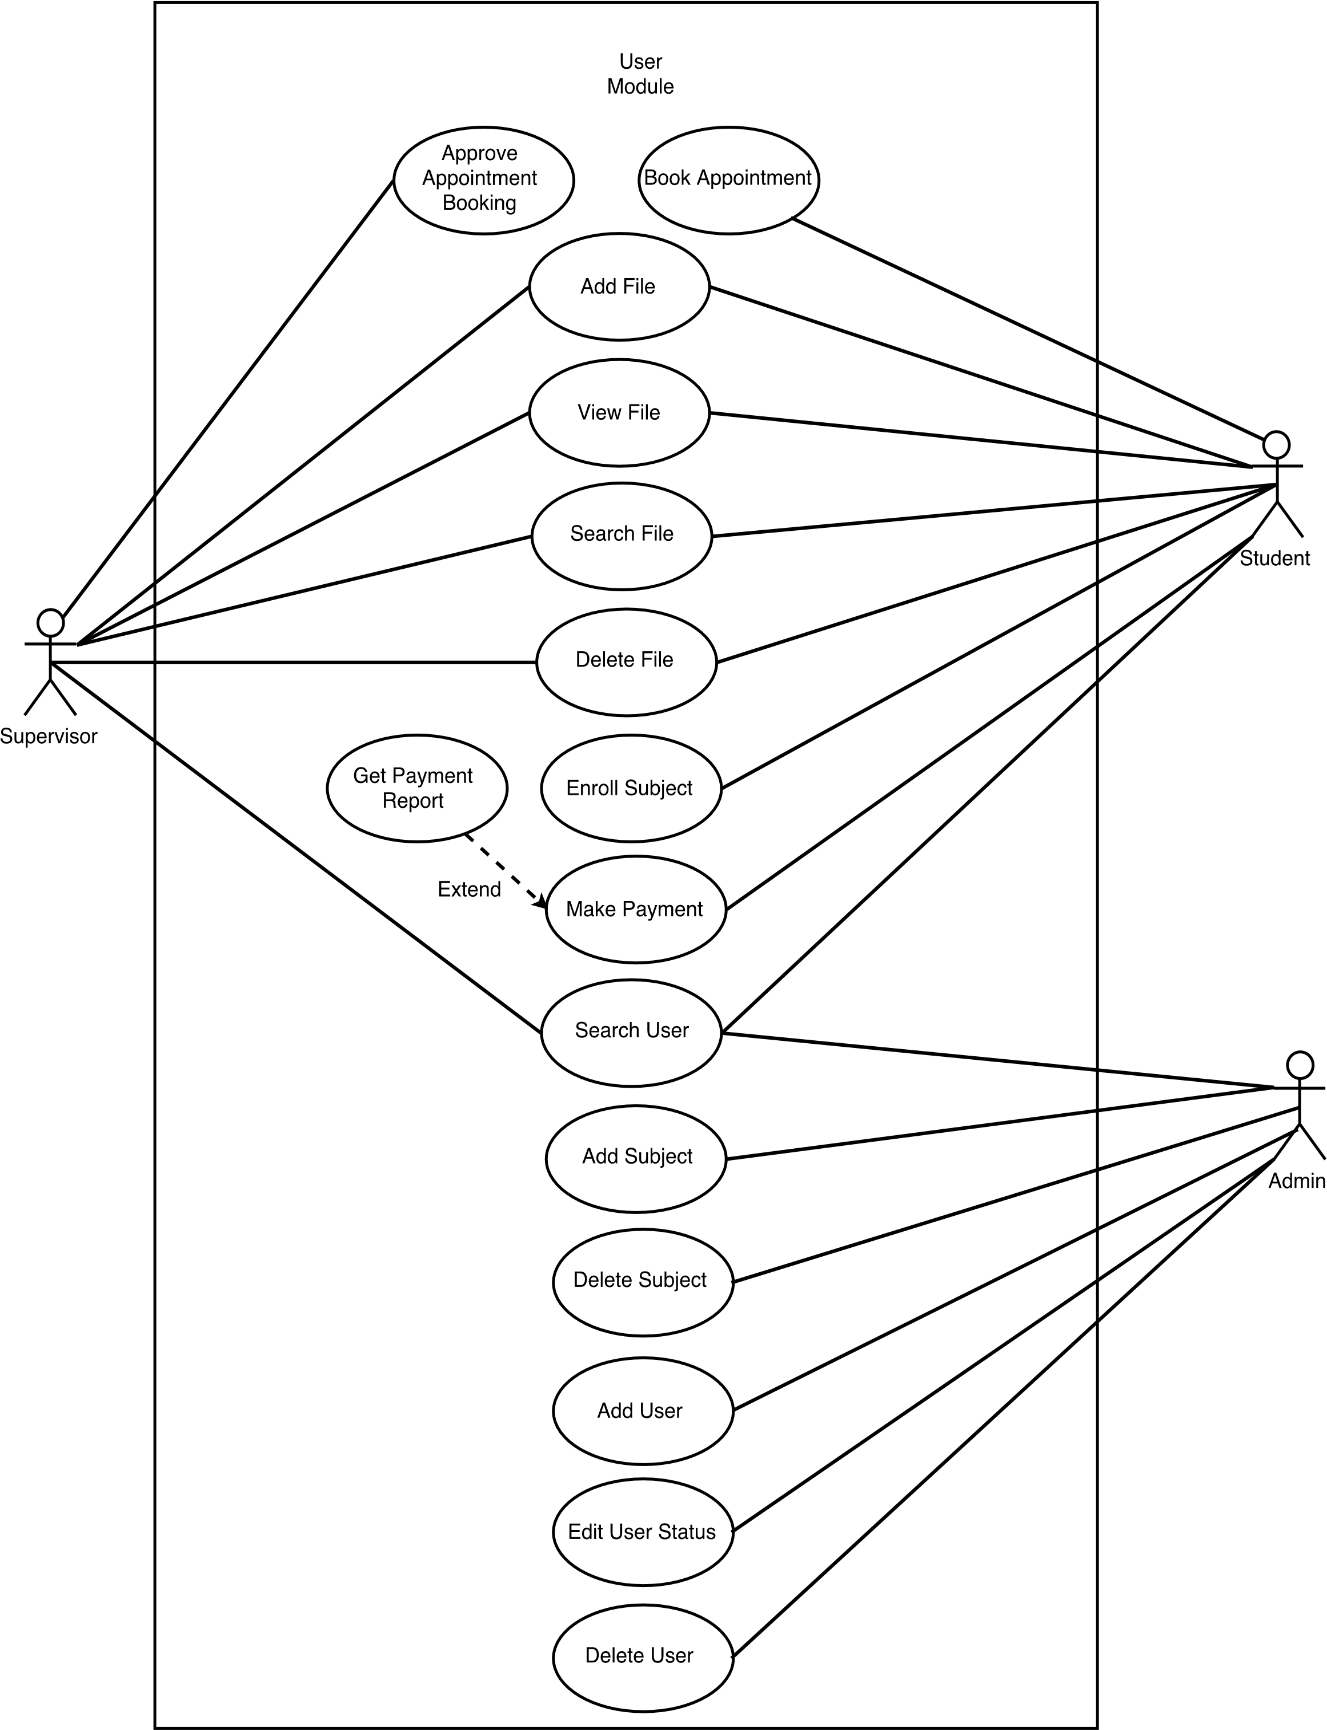 User
Module
Approve
Appointment
Booking
Book Appointment
Add File
View File
Search File
Student
Delete File
Supervisor
Get Payment
Report
Enroll Subject
Extend
Make Payment
Search User
Add Subject
Admin
Delete Subject
Add User
Edit User Status
Delete User